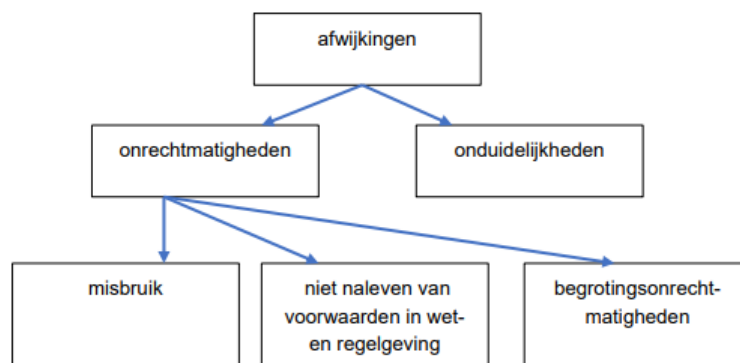 afwijkingen
onrechtmatigheden
onduidelijkheden
misbruik
niet naleven van
voorwaarden in wet-
en regelgeving
begrotingsonrecht-
matigheden